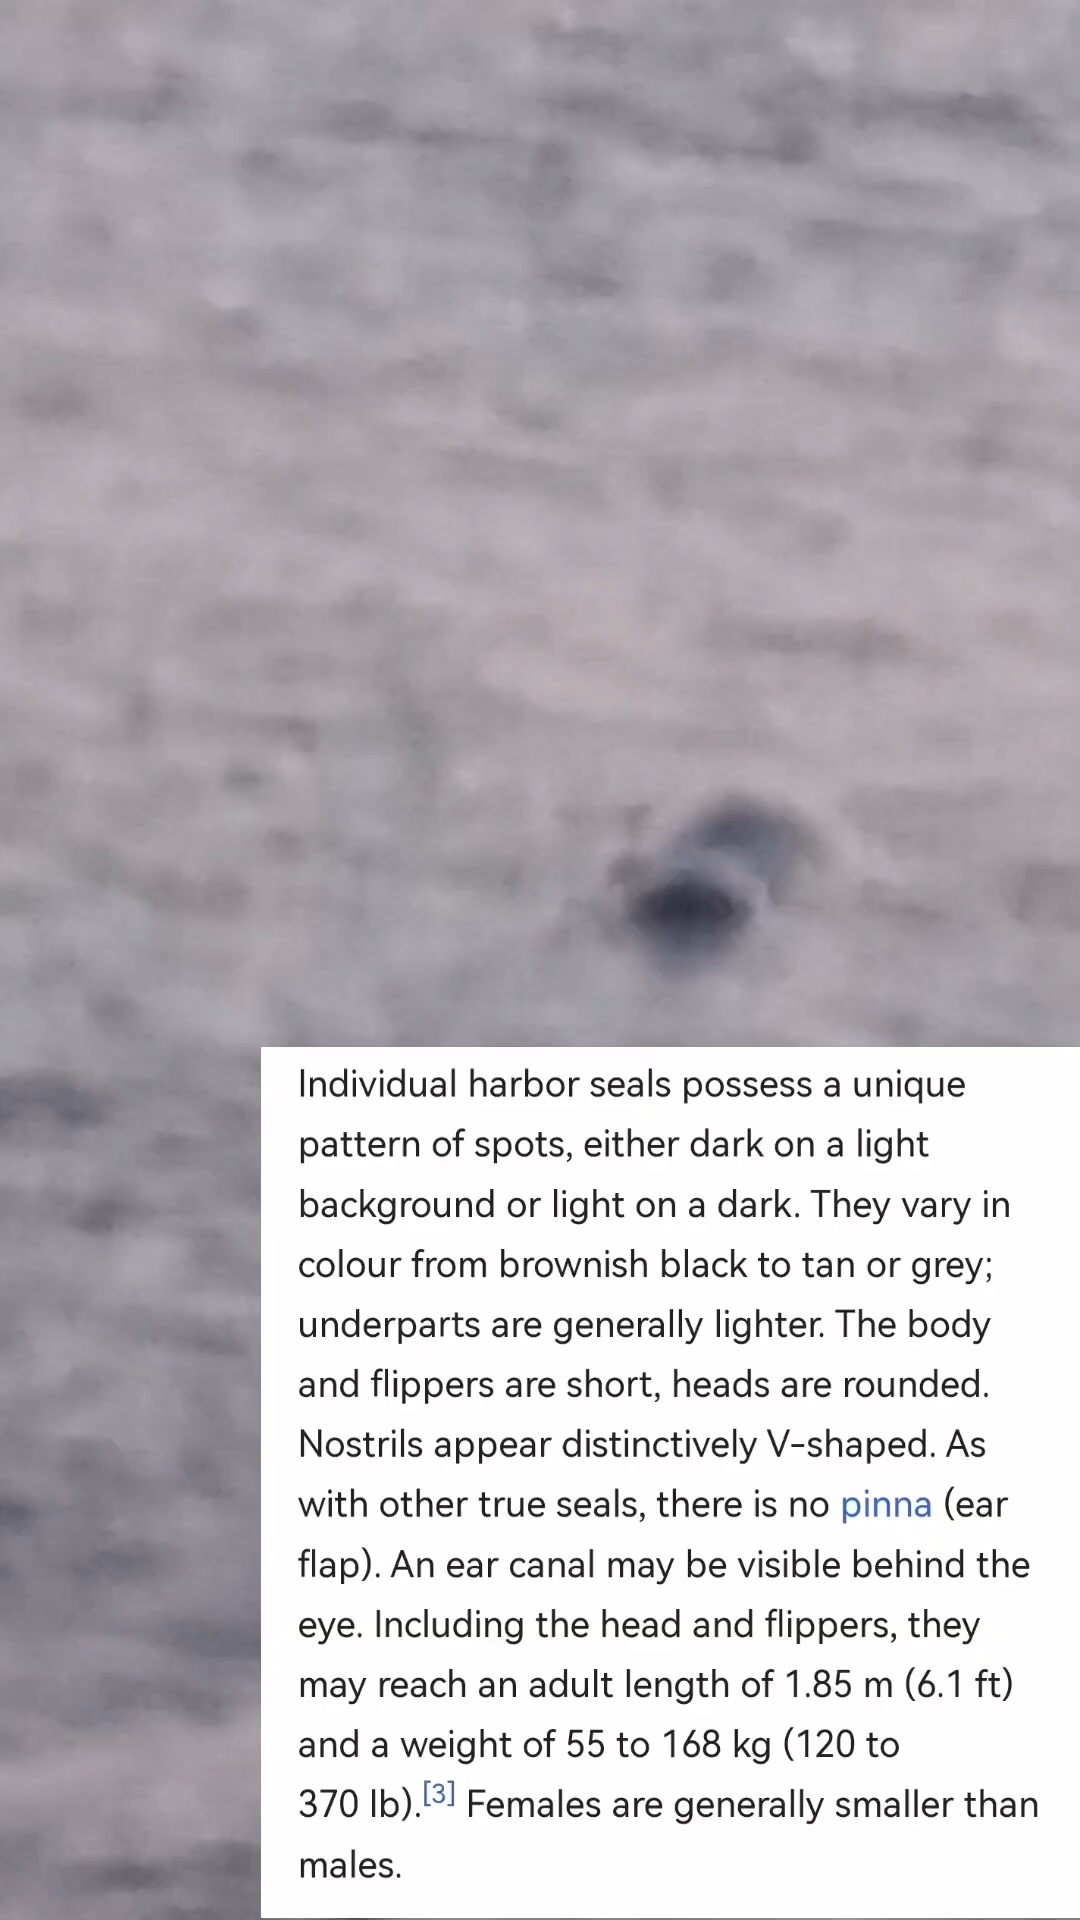 Individual harbor seals possess a unique
pattern of spots, either dark on a light
background or light on a dark. They vary in
colour from brownish black to tan or grey;
underparts are generally lighter. The body
and flippers are short, heads are rounded.
Nostrils appear distinctively V-shaped. As
with other true seals, there is no pinna (ear
flap). An ear canal may be visible behind the
eye. Including the head and flippers, they
may reach an adult length of 1.85 m (6.1 ft)
and a weight of 55 to 168 kg (120 to
370 lb).[3] Females are generally smaller than
males.